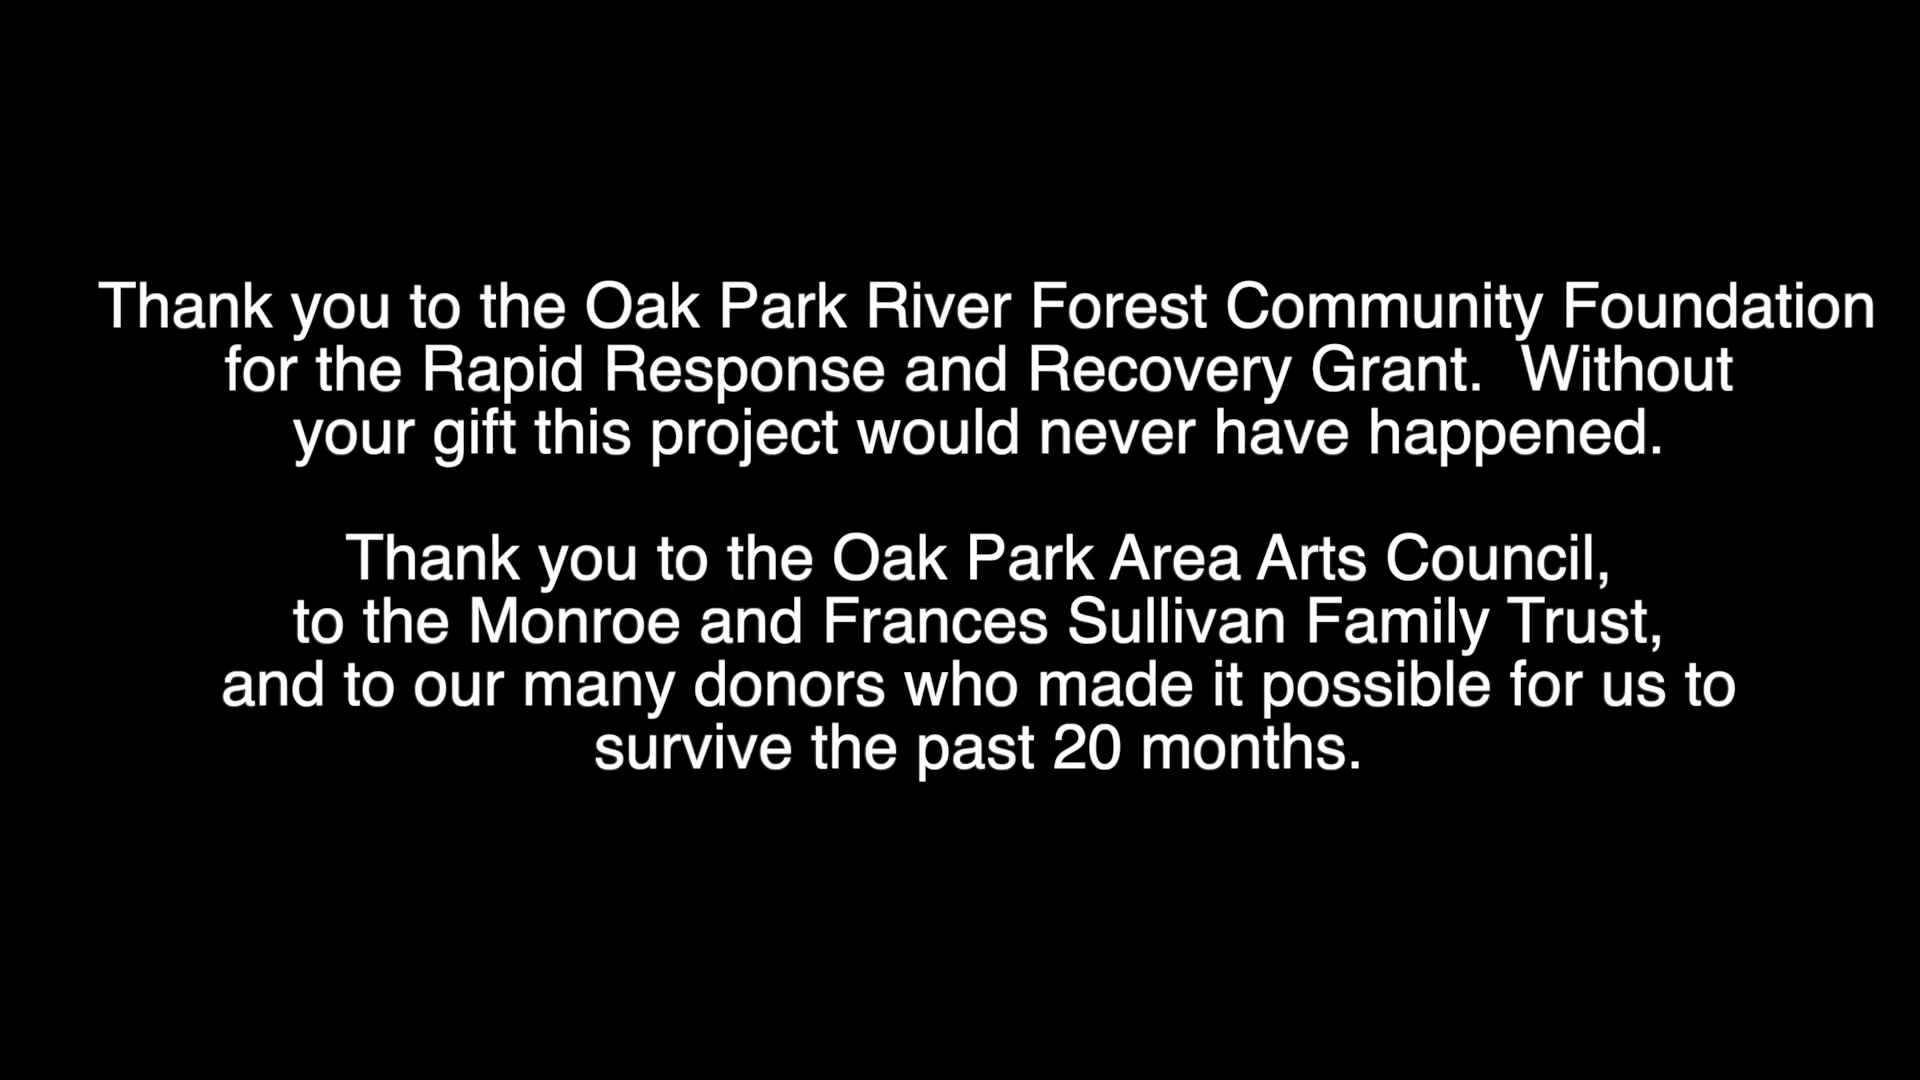 Thank you to the Oak Park River Forest Community Foundation
for the Rapid Response and Recovery Grant.  Without
your gift this project would never have happened.
Thank you to the Oak Park Area Arts Council,
to the Monroe and Frances Sullivan Family Trust,
and to our many donors who made it possible for us to
survive the past 20 months.